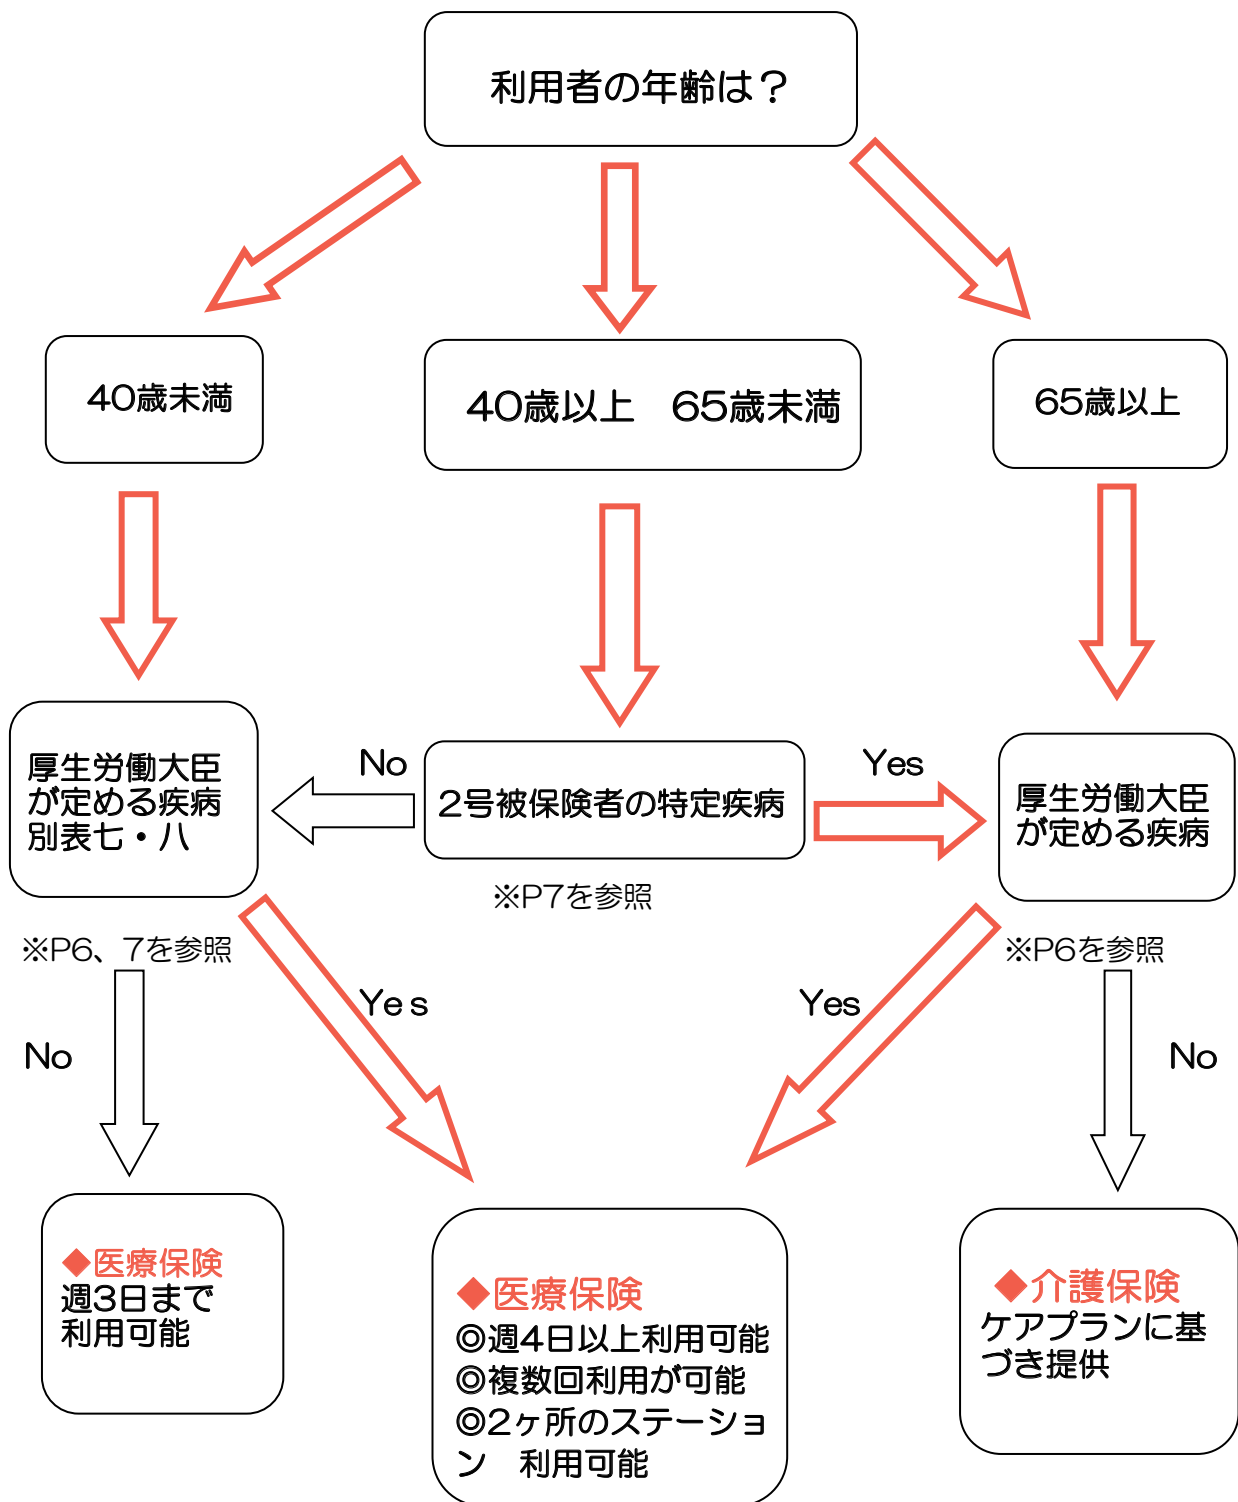 利用者の年齢は？
40歳未満
40歳以上　65歳未満
65歳以上
厚生労働大臣
が定める疾病
別表七・八
No
2号被保険者の特定疾病
Yes
厚生労働大臣
が定める疾病
※P7を参照
※P6、7を参照
※P6を参照
No
Yes
Yes
No
◆医療保険
週3日まで
利用可能
◆医療保険
◎週4日以上利用可能
◎複数回利用が可能
◎2ヶ所のステーショ
ン　利用可能
◆介護保険
ケアプランに基
づき提供